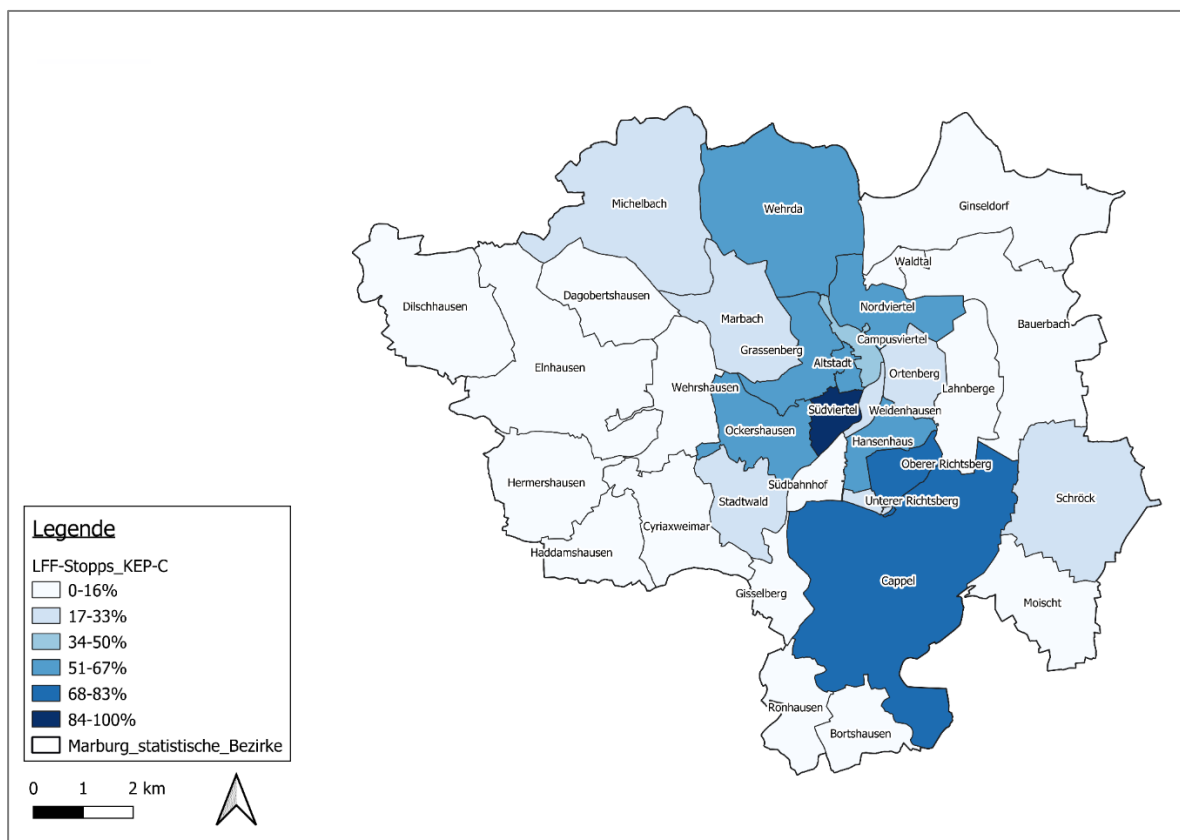 Michelbach
Wehrda
Ginseldorf
Waldtal
Dilschhausen
Dagobertshausen
Nordviertel
Marbach
Bauerbach
Campusviertel
Grassenberg
Altstadt
Elnhausen
Ortenberg
Wehrshausen
Lahnberge
Südviertel
Weidenhausen
Ockershausen
Hansenhaus
Oberer Richtsberg
Hermershausen
Südbahnhof
Stadtwald
Unterer Richtsberg
Schröck
Cyriaxweimar
Haddamshausen
Cappel
Gisselberg
Moischt
Ronhausen
Bortshausen
Legende
LFF-Stopps_KEP-C
0-16%
17-33%
34-50%
51-67%
68-83%
84-100%
Marburg_statistische_Bezirke
0 1 2 km